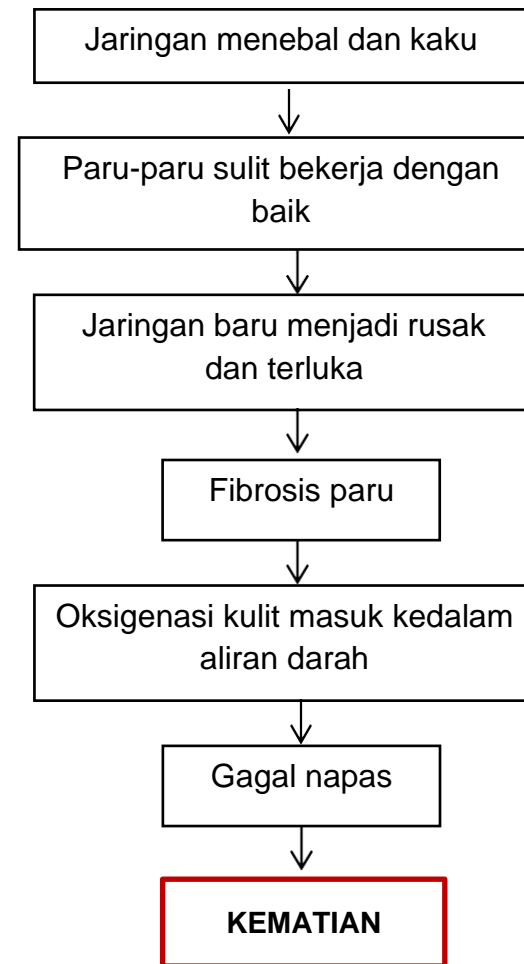 Jaringan menebal dan kaku
Paru-paru sulit bekerja dengan
baik
Jaringan baru menjadi rusak
dan terluka
Fibrosis paru
Oksigenasi kulit masuk kedalam
aliran darah
Gagal napas
KEMATIAN